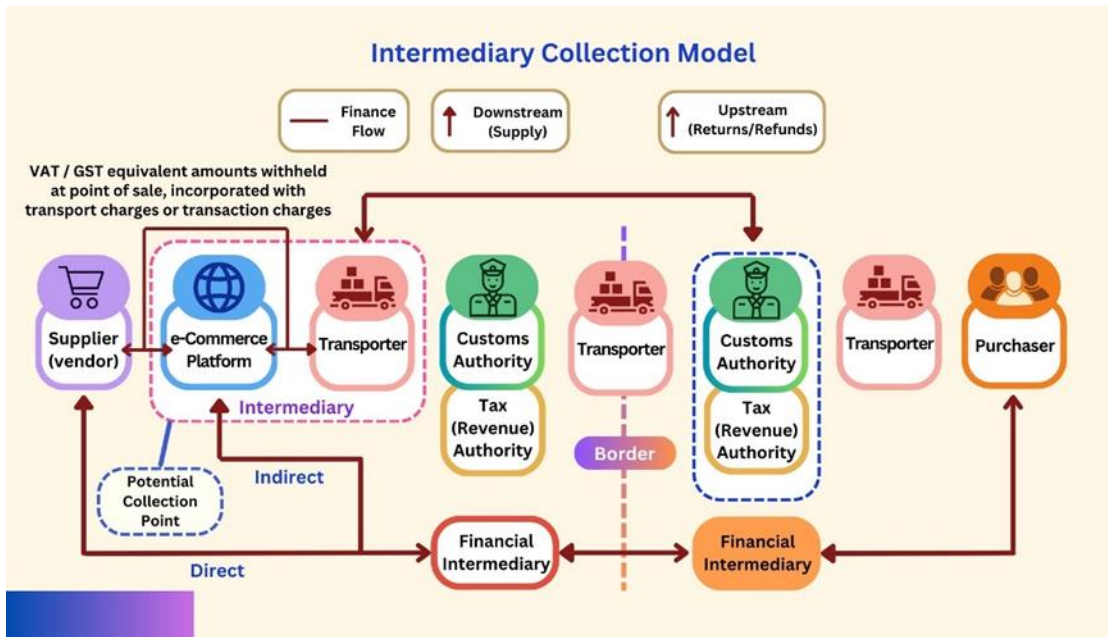 Intermediary Collection Model
Finance
Flow
Downstream
(Supply)
Upstream
(Returns/Refunds)
VAT / GST equivalent amounts withheld
at point of sale, incorporated with
transport charges or transaction charges
Supplier
(vendor)
e-Commerce
Platform
Transporter
Intermediary
Customs
Authority
Tax
(Revenue)
Authority
Transporter
Border
Customs
Authority
Tax
(Revenue)
Authority
Transporter
Purchaser
Potential
Collection
Point
Indirect
Direct
Financial
Intermediary
Financial
Intermediary